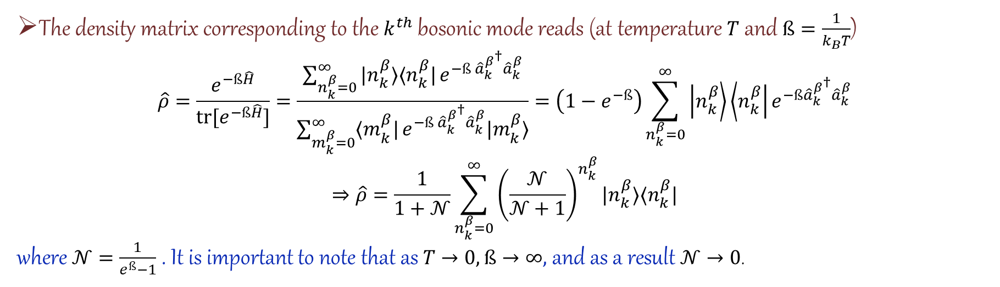 ➢The density matrix corresponding to the $k^{th}$ bosonic mode reads (at temperature $T$ and $ß = \frac{1}{k_B T}$)
$\hat{\rho} = \frac{e^{-ß\hat{H}}}{\mathrm{tr}[e^{-ß\hat{H}}]} = \frac{\sum_{n_k^\beta=0}^{\infty} |n_k^\beta\rangle\langle n_k^\beta| e^{-ß\, \hat{a}_k^{\beta^\dagger} \hat{a}_k^\beta}}{\sum_{m_k^\beta=0}^{\infty} \langle m_k^\beta| e^{-ß\, \hat{a}_k^{\beta^\dagger} \hat{a}_k^\beta} |m_k^\beta\rangle} = (1 - e^{-ß}) \sum_{n_k^\beta=0}^{\infty} \left|n_k^\beta\right\rangle\left\langle n_k^\beta\right| e^{-ß\hat{a}_k^{\beta^\dagger} \hat{a}_k^\beta}$
$\Rightarrow \hat{\rho} = \frac{1}{1+\mathcal{N}} \sum_{n_k^\beta=0}^{\infty} \left(\frac{\mathcal{N}}{\mathcal{N}+1}\right)^{n_k^\beta} |n_k^\beta\rangle\langle n_k^\beta|$
where $\mathcal{N} = \frac{1}{e^{ß}-1}$ . It is important to note that as $T \to 0, ß \to \infty$, and as a result $\mathcal{N} \to 0$.